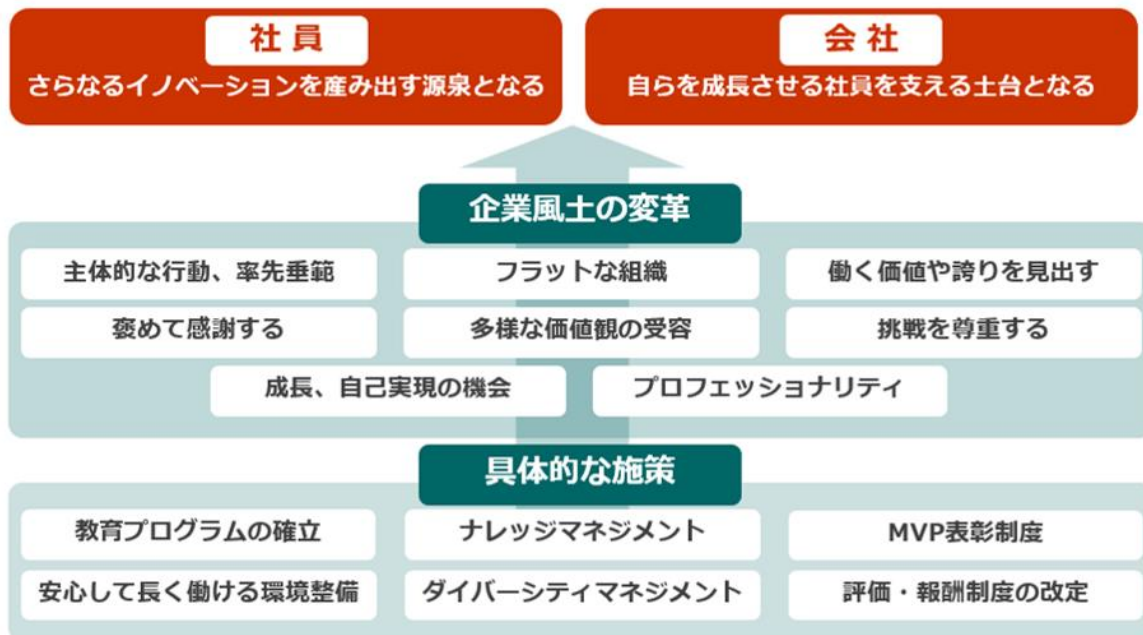 社員
さらなるイノベーションを産み出す源泉となる
会社
自らを成長させる社員を支える土台となる
企業風土の変革
主体的な行動、率先垂範
フラットな組織
働く価値や誇りを見出す
褒めて感謝する
多様な価値観の受容
挑戦を尊重する
成長、自己実現の機会
プロフェッショナリティ
具体的な施策
教育プログラムの確立
ナレッジマネジメント
MVP表彰制度
安心して長く働ける環境整備
ダイバーシティマネジメント
評価・報酬制度の改定